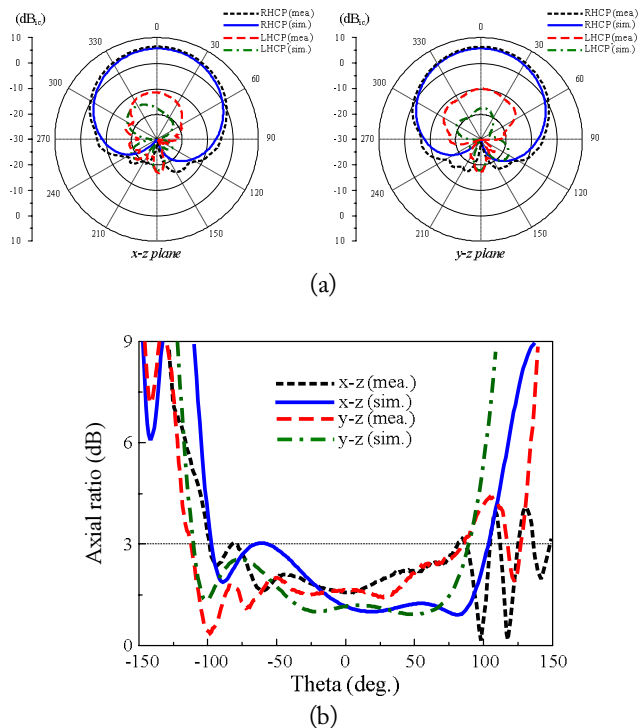 (dBic)
RHCP(mea.)
RHCP(sim.)
LHCP(mea.)
LHCP(sim.)
10
0
-10
-20
-30
-20
-10
0
10
0
30
60
90
120
150
210
240
270
300
330
x-z plane
(dBic)
RHCP(mea.)
RHCP(sim.)
LHCP(mea.)
LHCP(sim.)
10
0
-10
-20
-30
-20
-10
0
10
0
30
60
90
120
150
210
240
270
300
330
y-z plane
(a)
Axial ratio (dB)
9
6
3
0
x-z (mea.)
x-z (sim.)
y-z (mea.)
y-z (sim.)
-150 -100 -50 0 50 100 150
Theta (deg.)
(b)